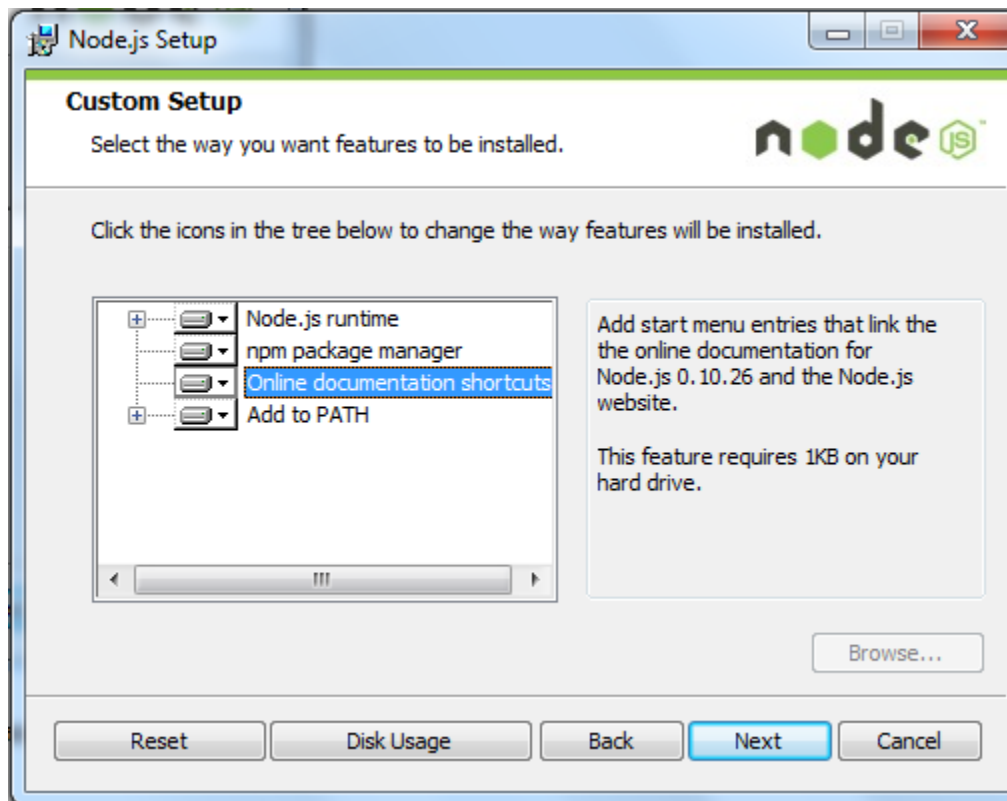 Node.js Setup
Custom Setup
Select the way you want features to be installed.
node JS™
Click the icons in the tree below to change the way features will be installed.
Node.js runtime
npm package manager
Online documentation shortcuts
Add to PATH
Add start menu entries that link the
the online documentation for
Node.js 0.10.26 and the Node.js
website.
This feature requires 1KB on your
hard drive.
Browse...
Reset
Disk Usage
Back
Next
Cancel